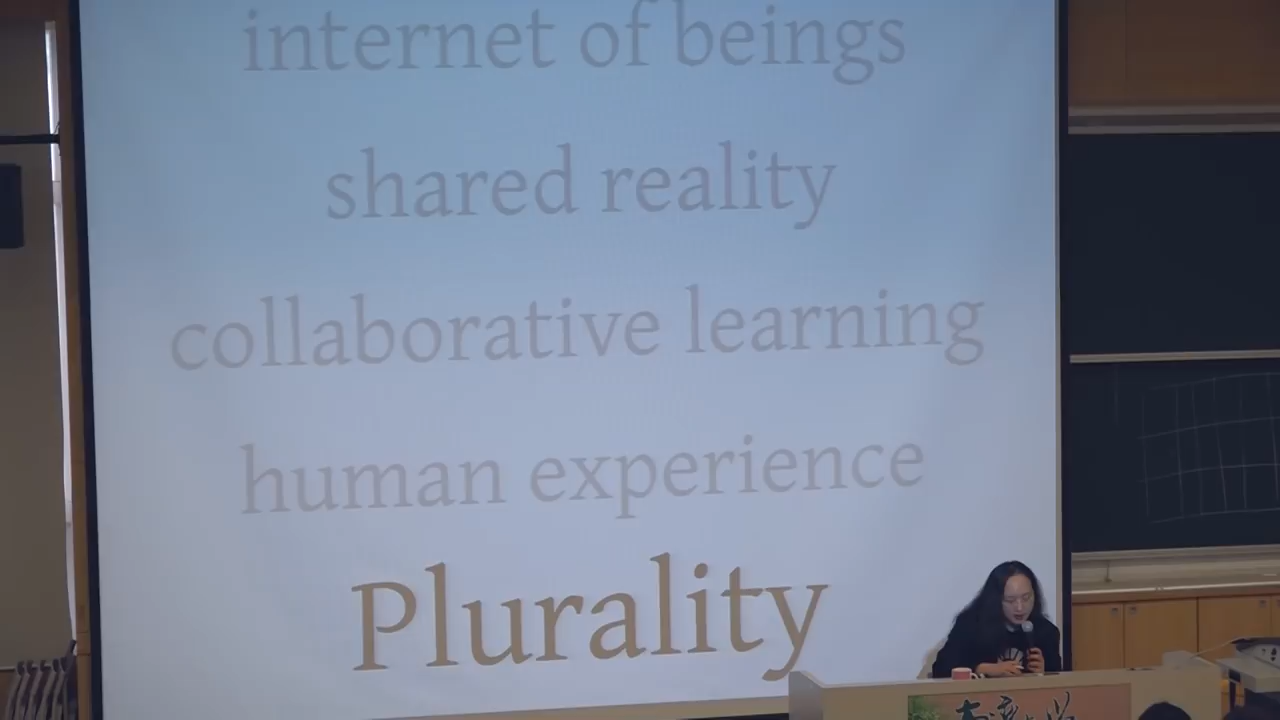 internet of beings
shared reality
collaborative learning
human experience
Plurality